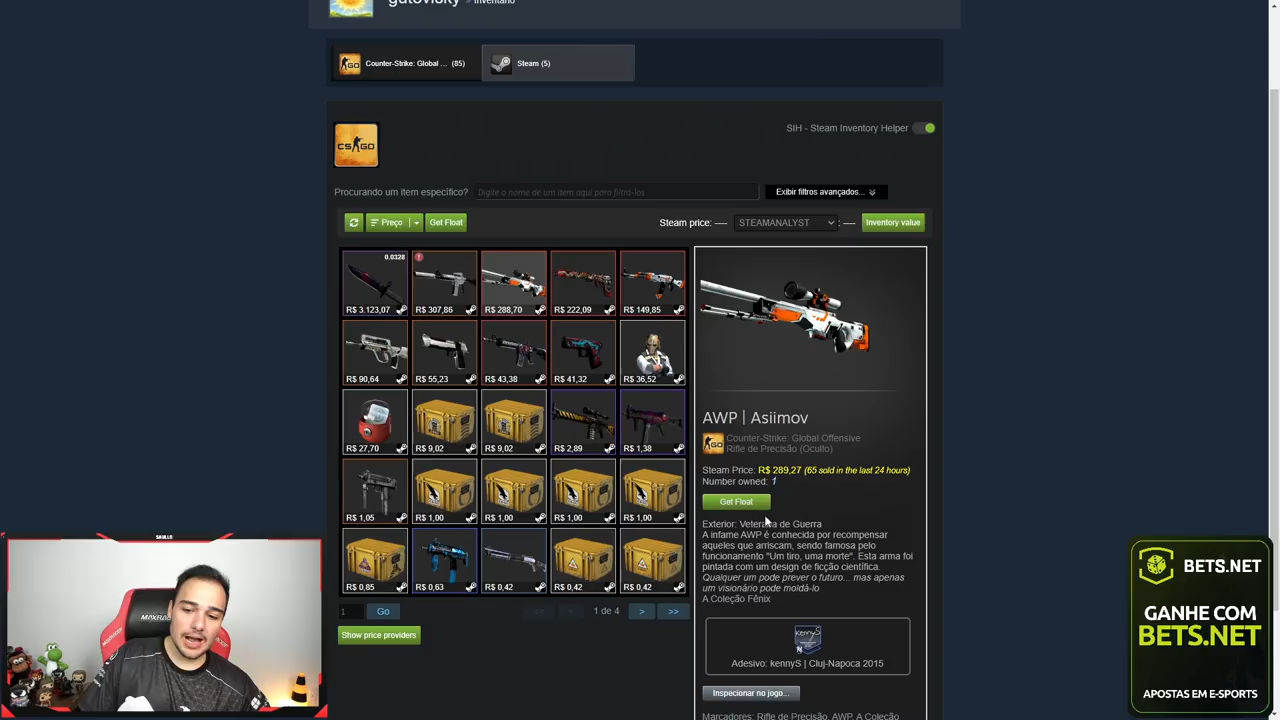 gutovisky » Inventário
Counter-Strike: Global ... (85)
Steam (5)
CS GO
SIH - Steam Inventory Helper
Procurando um item específico?
Digite o nome de um item aqui para filtrá-los
Exibir filtros avançados...
Preço
Get Float
Steam price: ----
STEAMANALYST
: ----
Inventory value
0.0328
R$ 3.123,07
R$ 307,86
R$ 288,70
R$ 222,09
R$ 149,85
R$ 90,64
R$ 55,23
R$ 43,38
R$ 41,32
R$ 36,52
R$ 27,70
R$ 9,02
R$ 9,02
R$ 2,89
R$ 1,38
R$ 1,05
R$ 1,00
R$ 1,00
R$ 1,00
R$ 1,00
R$ 0,85
R$ 0,63
R$ 0,42
R$ 0,42
R$ 0,42
1
Go
<<
<
1 de 4
>
>>
Show price providers
AWP | Asiimov
Counter-Strike: Global Offensive
Rifle de Precisão (Oculto)
Steam Price: R$ 289,27 (65 sold in the last 24 hours)
Number owned: 1
Get Float
Exterior: Veterana de Guerra
A infame AWP é conhecida por recompensar
aqueles que arriscam, sendo famosa pelo
funcionamento "Um tiro, uma morte". Esta arma foi
pintada com um design de ficção científica.
Qualquer um pode prever o futuro... mas apenas
um visionário pode moldá-lo
A Coleção Fênix
Adesivo: kennyS | Cluj-Napoca 2015
Inspecionar no jogo...
Marcadores: Rifle de Precisão, AWP, A Coleção
SAULLO
BETS.NET
GANHE COM
BETS.NET
APOSTAS EM E-SPORTS